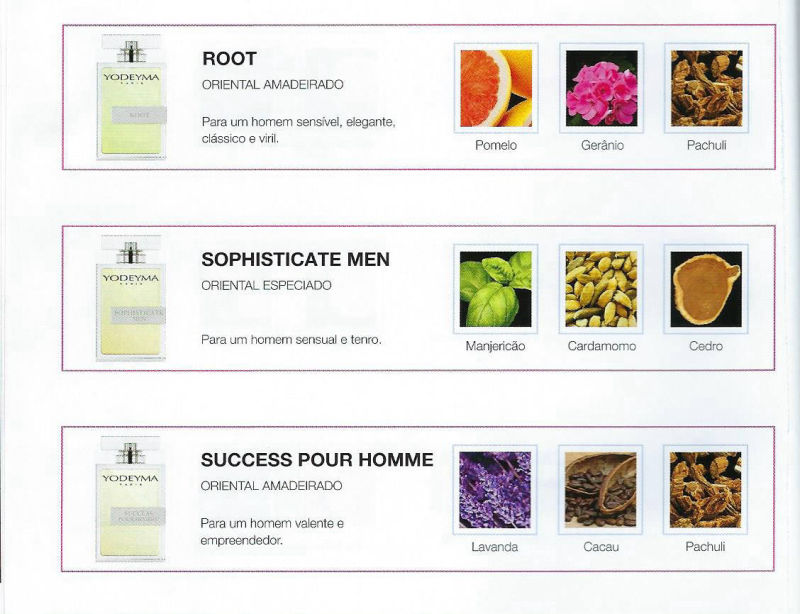 YODEYMA
PARIS
ROOT
ROOT
ORIENTAL AMADEIRADO
Para um homem sensível, elegante,
clássico e viril.
Pomelo
Gerânio
Pachuli
YODEYMA
PARIS
SOPHISTICATE
MEN
SOPHISTICATE MEN
ORIENTAL ESPECIADO
Para um homem sensual e tenro.
Manjericão
Cardamomo
Cedro
YODEYMA
PARIS
SUCCESS
POUR HOMME
SUCCESS POUR HOMME
ORIENTAL AMADEIRADO
Para um homem valente e
empreendedor.
Lavanda
Cacau
Pachuli